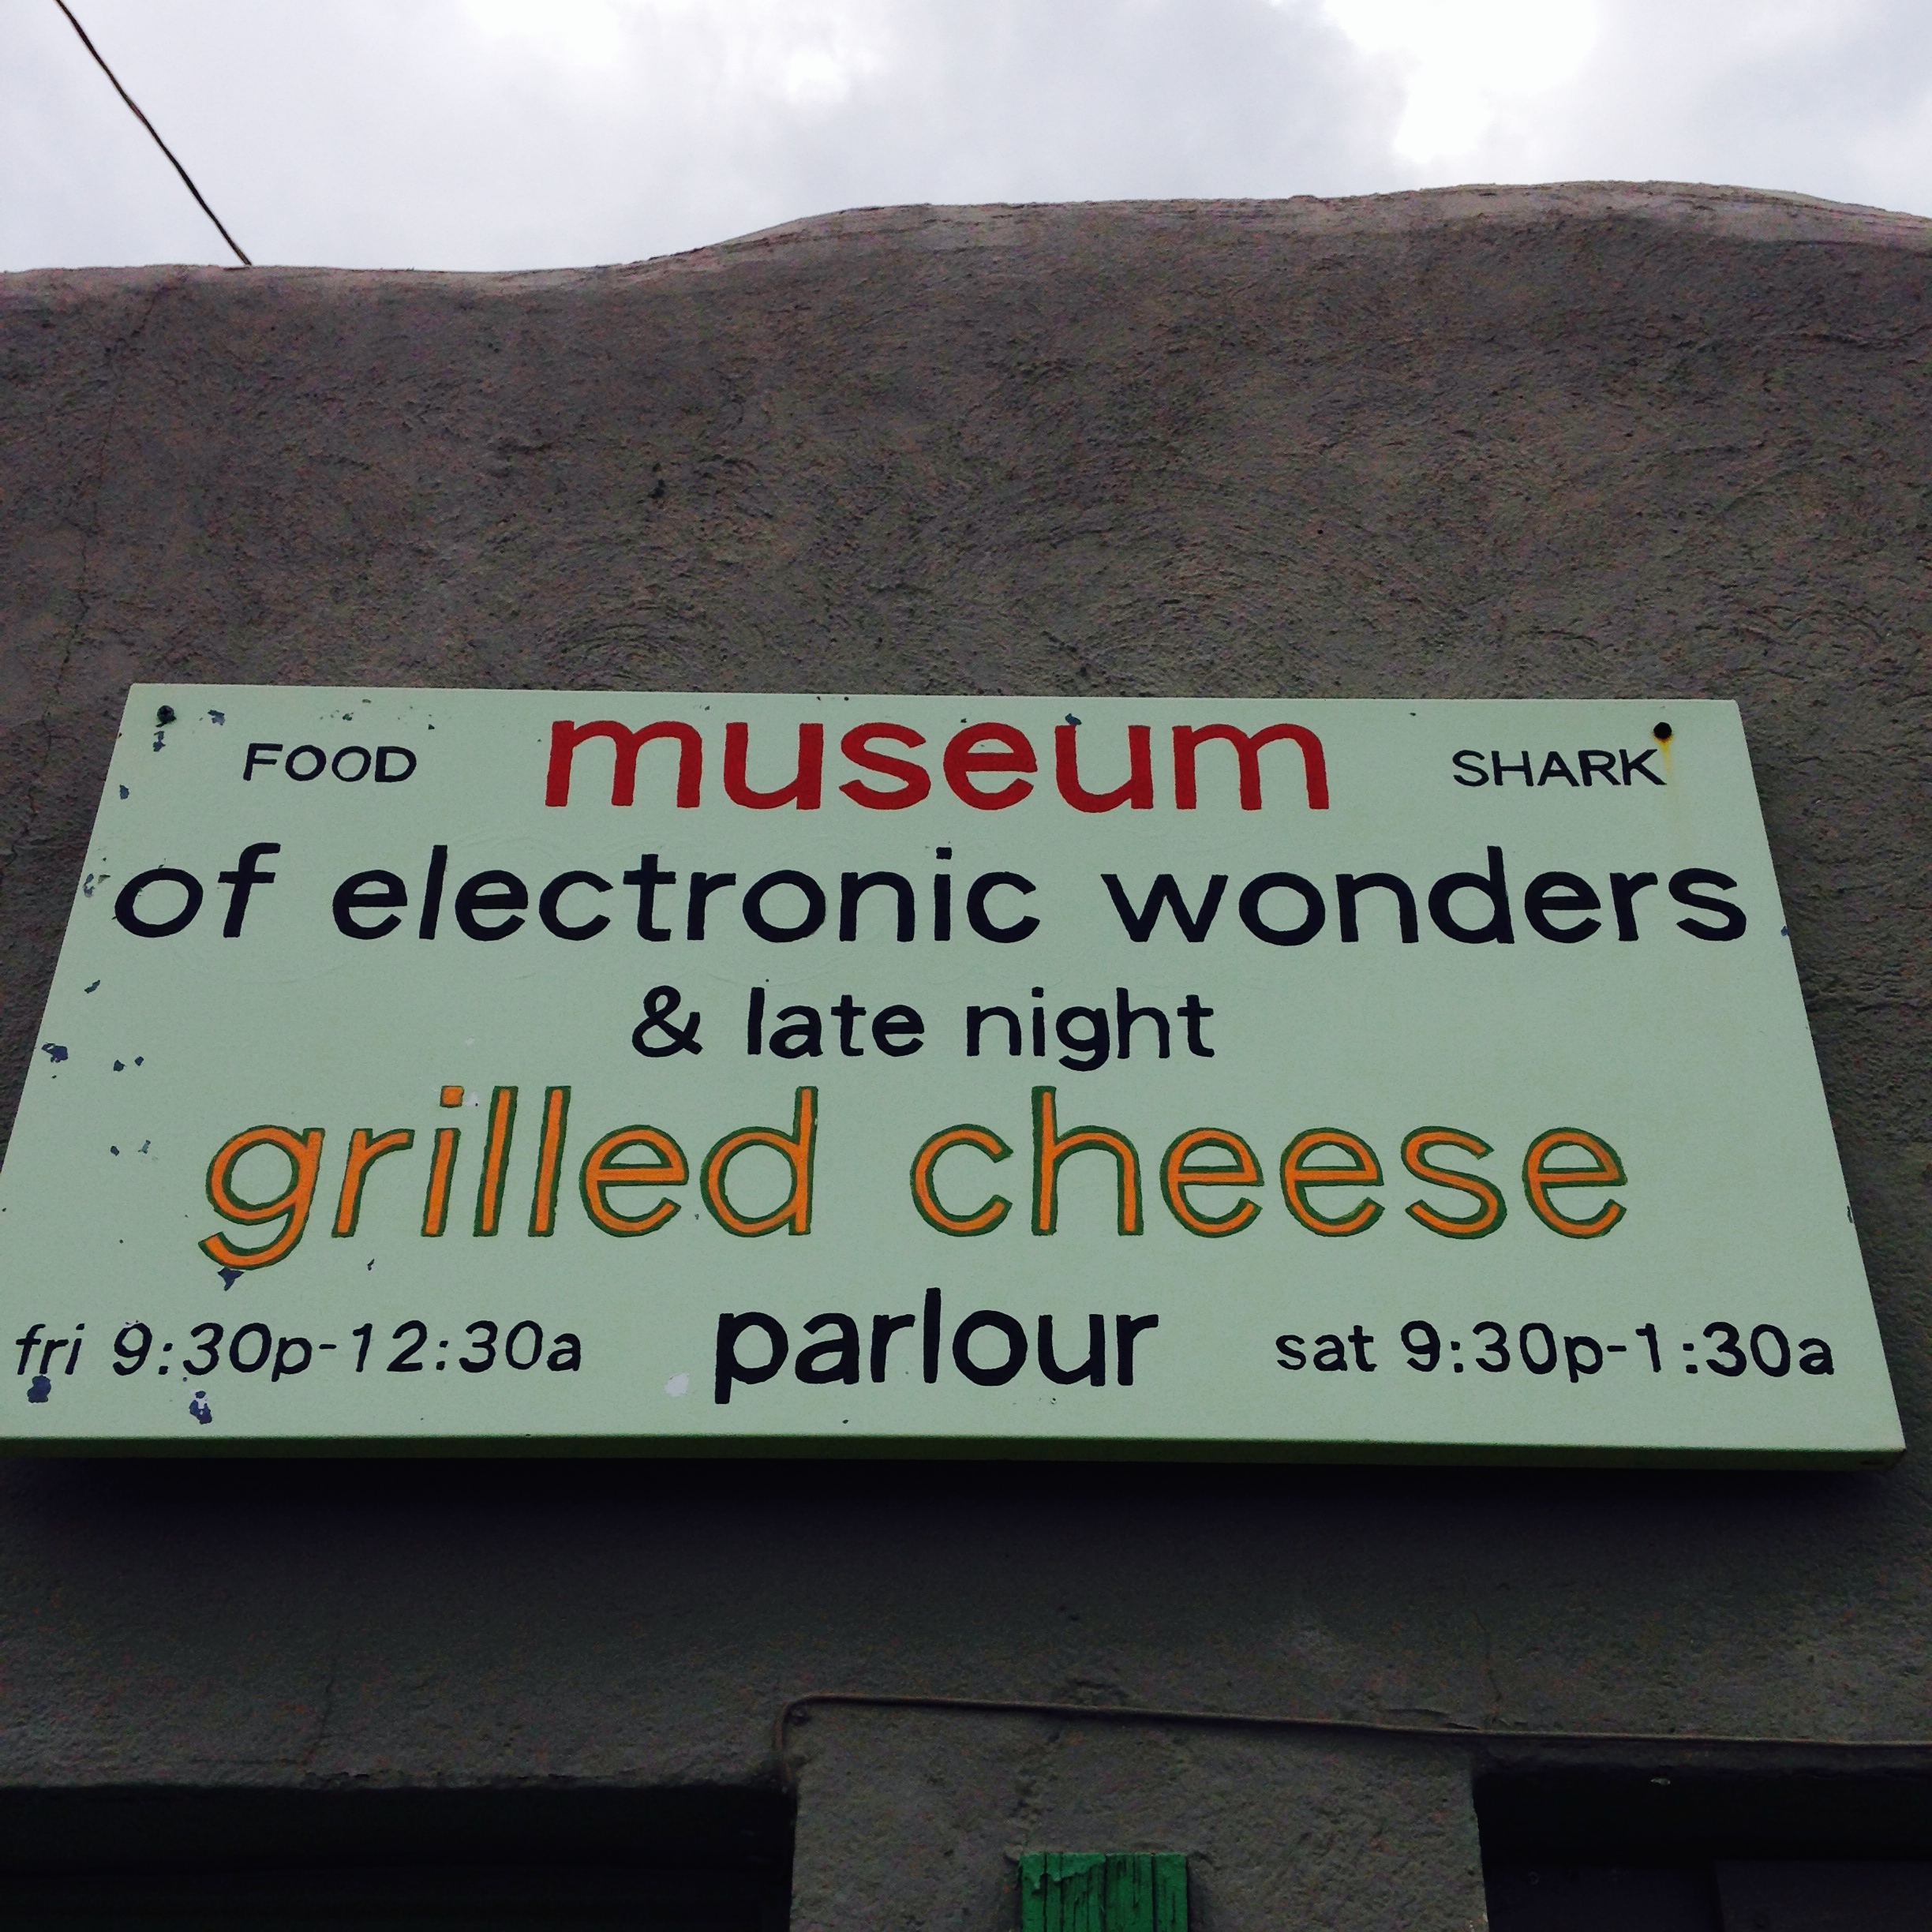 FOOD museum SHARK
of electronic wonders
& late night
grilled cheese
fri 9:30p-12:30a parlour sat 9:30p-1:30a